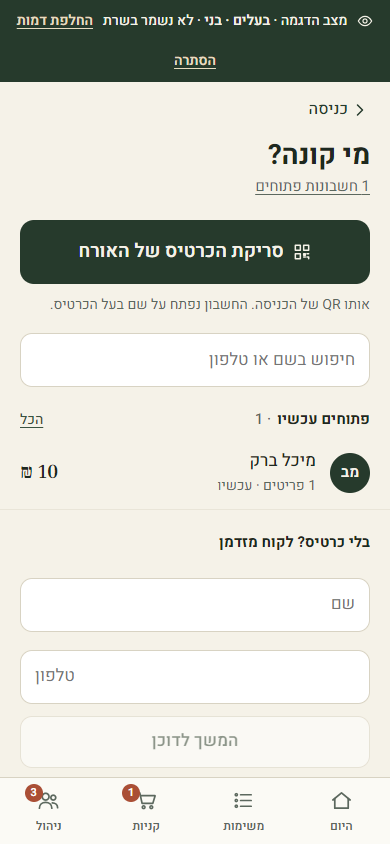 מצב הדגמה · בעלים · בני · לא נשמר בשרת החלפת דמות
הסתרה
כניסה
מי קונה?
1 חשבונות פתוחים
סריקת הכרטיס של האורח
אותו QR של הכניסה. החשבון נפתח על שם בעל הכרטיס.
חיפוש בשם או טלפון
פתוחים עכשיו · 1 הכל
מב מיכל ברק 10 ₪
1 פריטים · עכשיו
בלי כרטיס? לקוח מזדמן
שם
טלפון
המשך לדוכן
1 3
היום משימות קניות ניהול